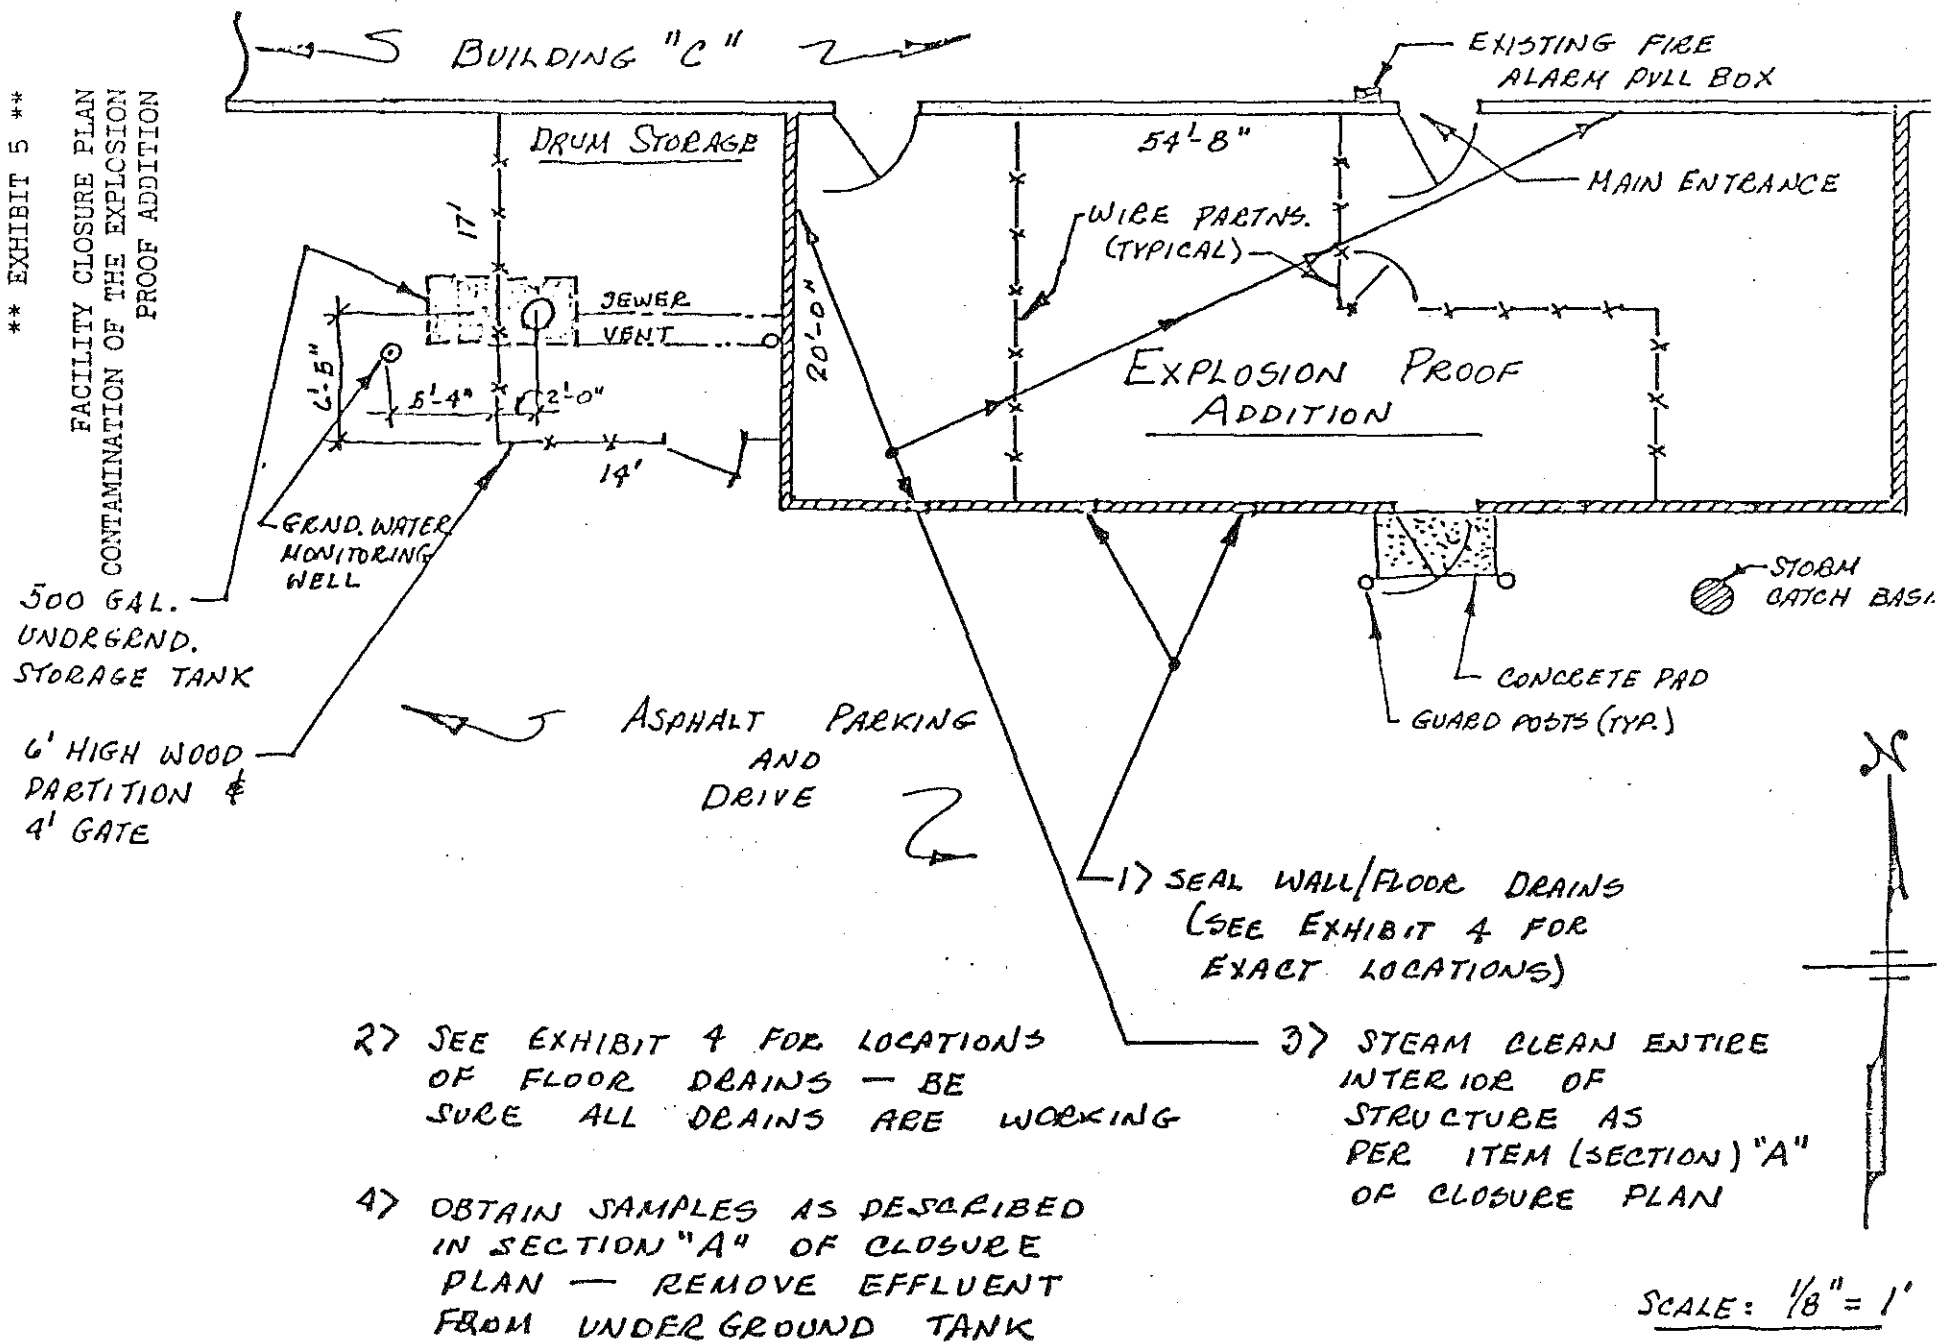 ** EXHIBIT 5 **
FACILITY CLOSURE PLAN
CONTAMINATION OF THE EXPLOSION
PROOF ADDITION
BUILDING "C"
EXISTING FIRE
ALARM PULL BOX
DRUM STORAGE
54'-8"
MAIN ENTRANCE
17'
WIRE PARTNS.
(TYPICAL)
SEWER
VENT
20'-0"
6'-5"
5'-4"
2'-0"
14'
EXPLOSION PROOF
ADDITION
GRND. WATER
MONITORING
WELL
500 GAL.
UNDRGRND.
STORAGE TANK
STORM
CATCH BASI
CONCRETE PAD
GUARD POSTS (TYP.)
6' HIGH WOOD
PARTITION &
4' GATE
ASPHALT PARKING
AND
DRIVE
N
1> SEAL WALL/FLOOR DRAINS
(SEE EXHIBIT 4 FOR
EXACT LOCATIONS)
2> SEE EXHIBIT 4 FOR LOCATIONS
OF FLOOR DRAINS — BE
SURE ALL DRAINS ARE WORKING
3> STEAM CLEAN ENTIRE
INTERIOR OF
STRUCTURE AS
PER ITEM (SECTION) "A"
OF CLOSURE PLAN
4> OBTAIN SAMPLES AS DESCRIBED
IN SECTION "A" OF CLOSURE
PLAN — REMOVE EFFLUENT
FROM UNDERGROUND TANK
SCALE: 1/8" = 1'